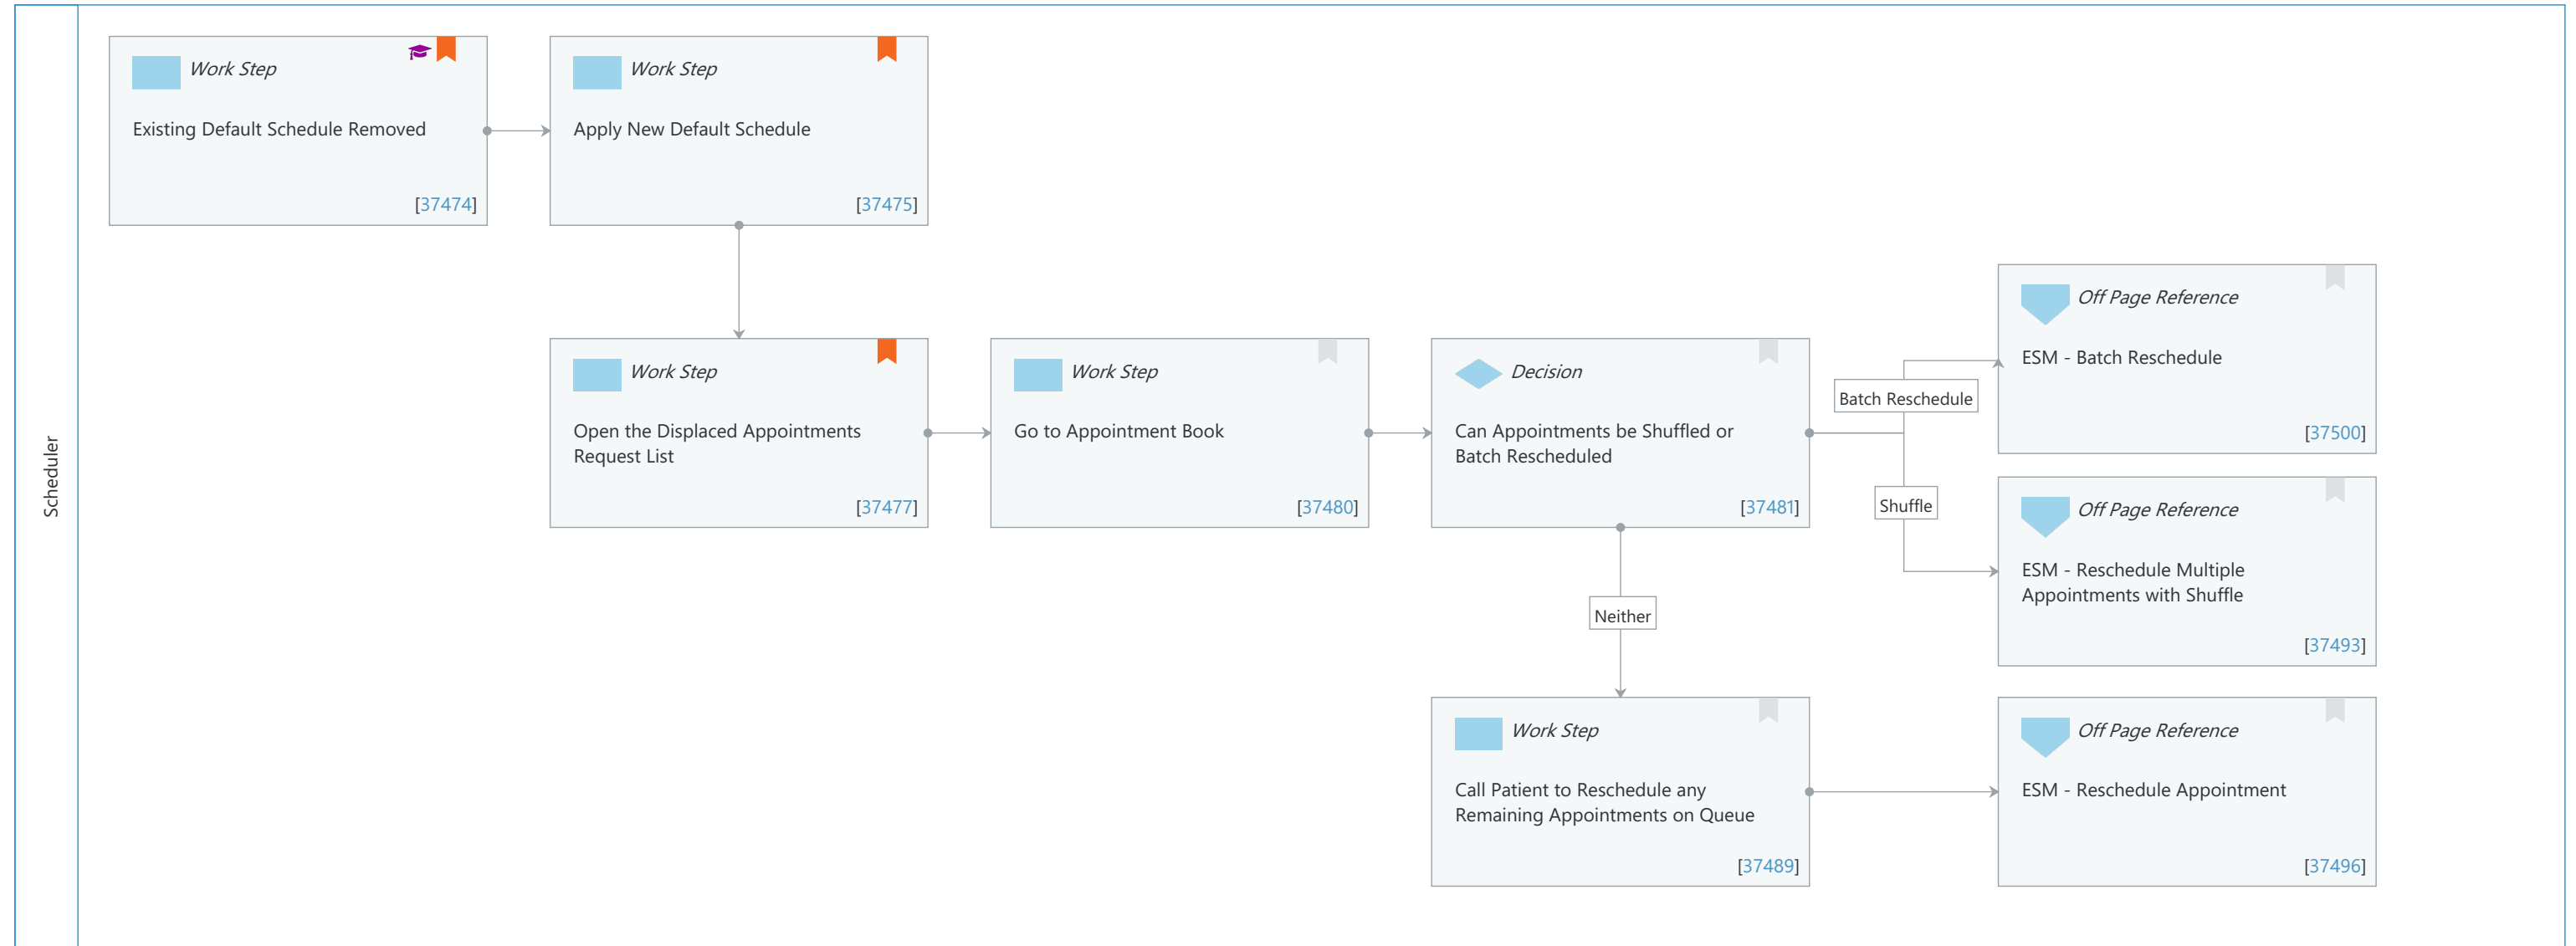 Scheduler
Work Step
Existing Default Schedule Removed
[37474]
Work Step
Apply New Default Schedule
[37475]
Work Step
Open the Displaced Appointments
Request List
[37477]
Work Step
Go to Appointment Book
[37480]
Decision
Can Appointments be Shuffled or
Batch Rescheduled
[37481]
Batch Reschedule
Off Page Reference
ESM - Batch Reschedule
[37500]
Shuffle
Off Page Reference
ESM - Reschedule Multiple
Appointments with Shuffle
[37493]
Neither
Work Step
Call Patient to Reschedule any
Remaining Appointments on Queue
[37489]
Off Page Reference
ESM - Reschedule Appointment
[37496]